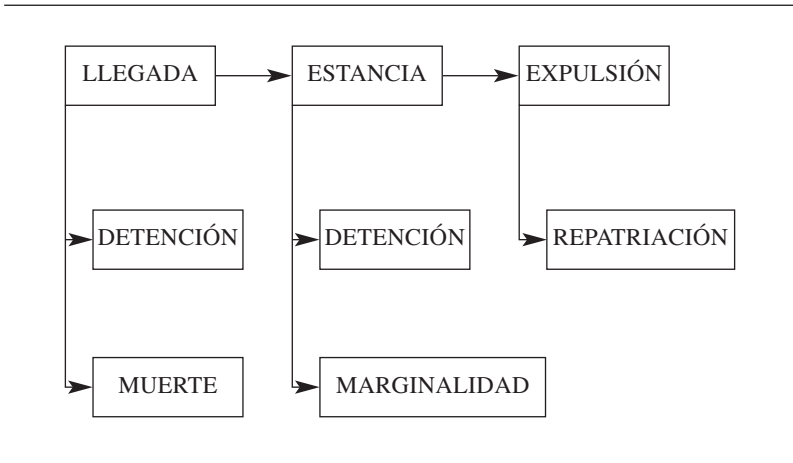 LLEGADA
ESTANCIA
EXPULSIÓN
DETENCIÓN
DETENCIÓN
REPATRIACIÓN
MUERTE
MARGINALIDAD